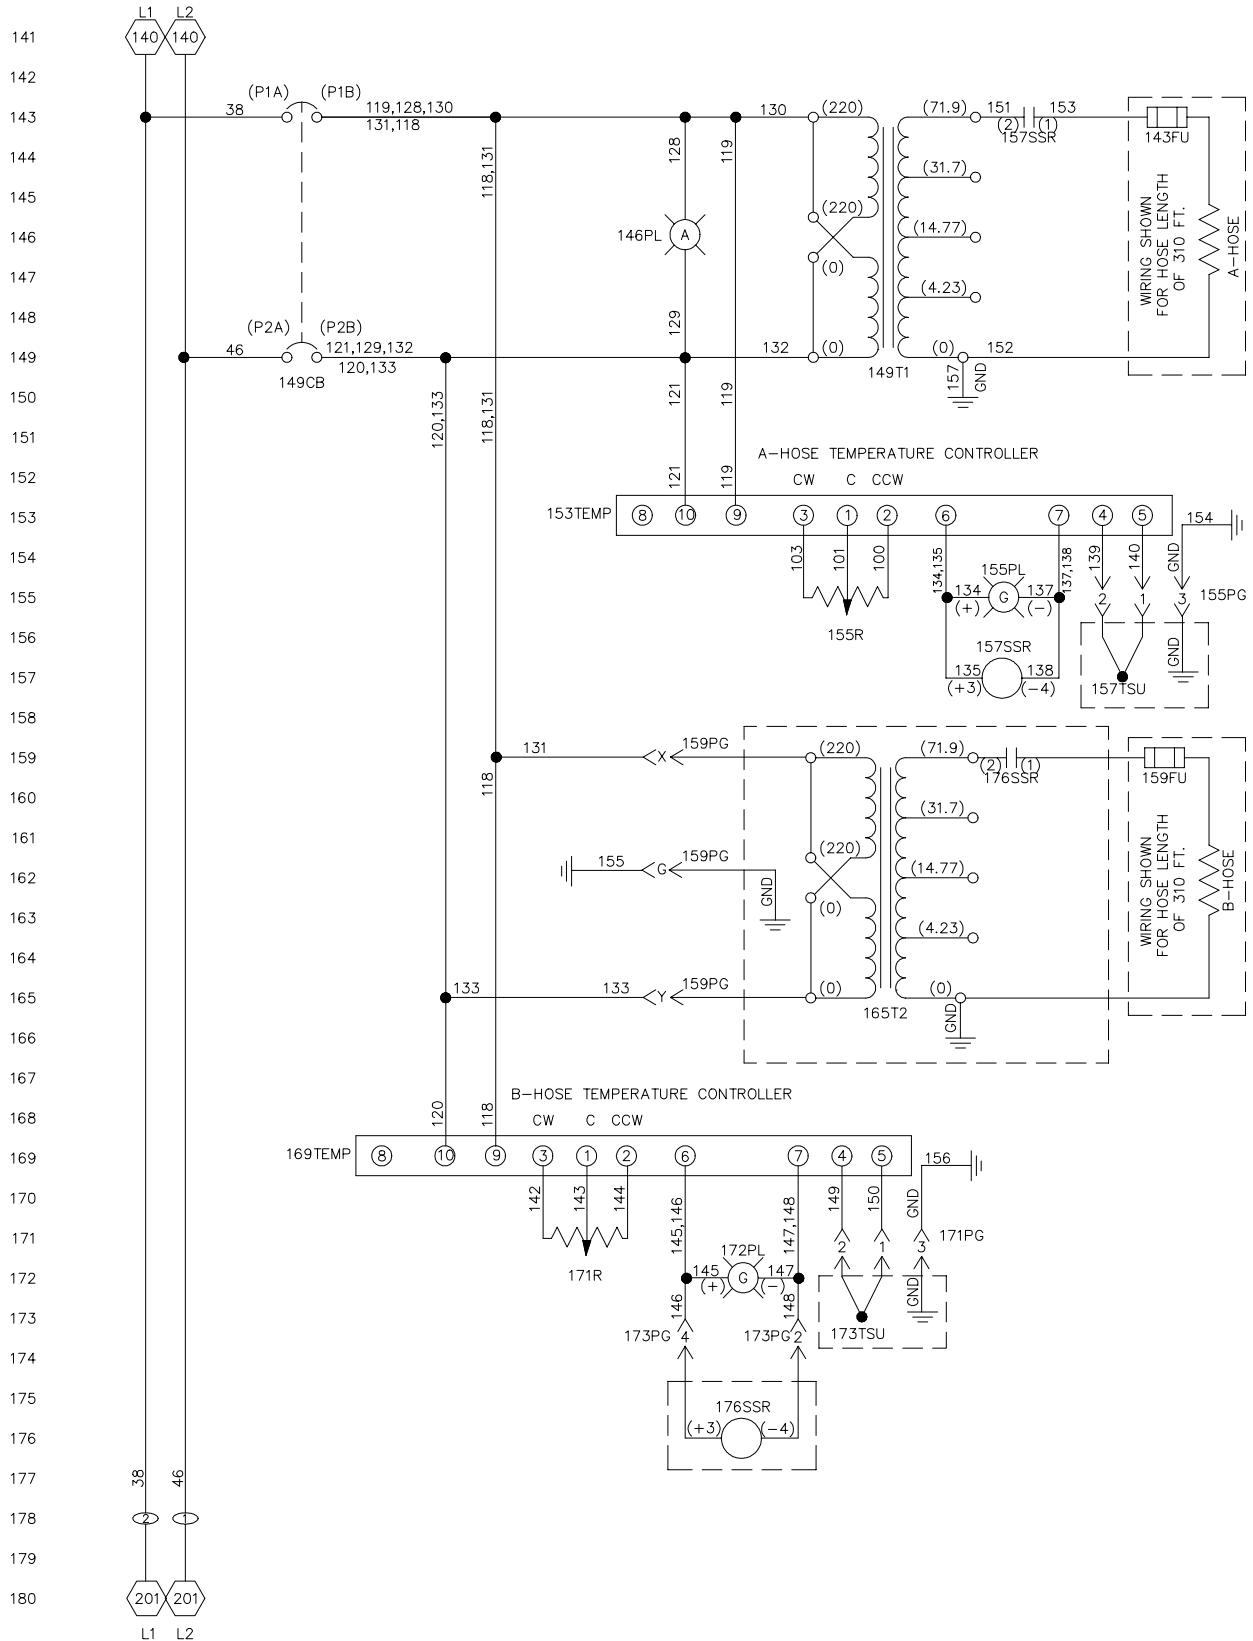 L1 L2
141 140 140
142
(P1A) (P1B)
143 38 119,128,130 130 (220) (71.9) 151 153
131,118 (2) (1) 143FU
157SSR
144 128 119
118,131
(31.7)
145
(220)
146 146PL A (14.77)
WIRING SHOWN
FOR HOSE LENGTH
OF 310 FT.
A-HOSE
147 (0)
(4.23)
148 129
(P2A) (P2B)
149 46 121,129,132 132 (0) (0) 152
120,133
149CB 149T1 157 GND
150 120,133 118,131 121 119
151
A-HOSE TEMPERATURE CONTROLLER
152 121 119 CW C CCW
153 153TEMP 8 10 9 3 1 2 6 7 4 5 154
154 103 101 100 134,135 137,138 139 140 GND
155PL
155 134 G 137 2 1 3 155PG
(+) (-)
155R
156 157SSR GND
157 135 138
(+3) (-4) 157TSU
158
159 131 X 159PG (220) (71.9) (2) (1)
176SSR 159FU
160 118
(31.7)
161
(220)
162 155 G 159PG (14.77)
GND
WIRING SHOWN
FOR HOSE LENGTH
OF 310 FT.
B-HOSE
163 (0)
(4.23)
164
165 133 133 Y 159PG (0) (0)
165T2 GND
166
167
B-HOSE TEMPERATURE CONTROLLER
168 120 118 CW C CCW
169 169TEMP 8 10 9 3 1 2 6 7 4 5 156
170 142 143 144 145,146 147,148 149 150 GND
171 2 1 3 171PG
171R 172PL
172 145 G 147
(+) (-)
173 146 148 GND
173PG 4 173PG 2 173TSU
174
175
176SSR
176 (+3) (-4)
177 38 46
178 2 1
179
180 201 201
L1 L2